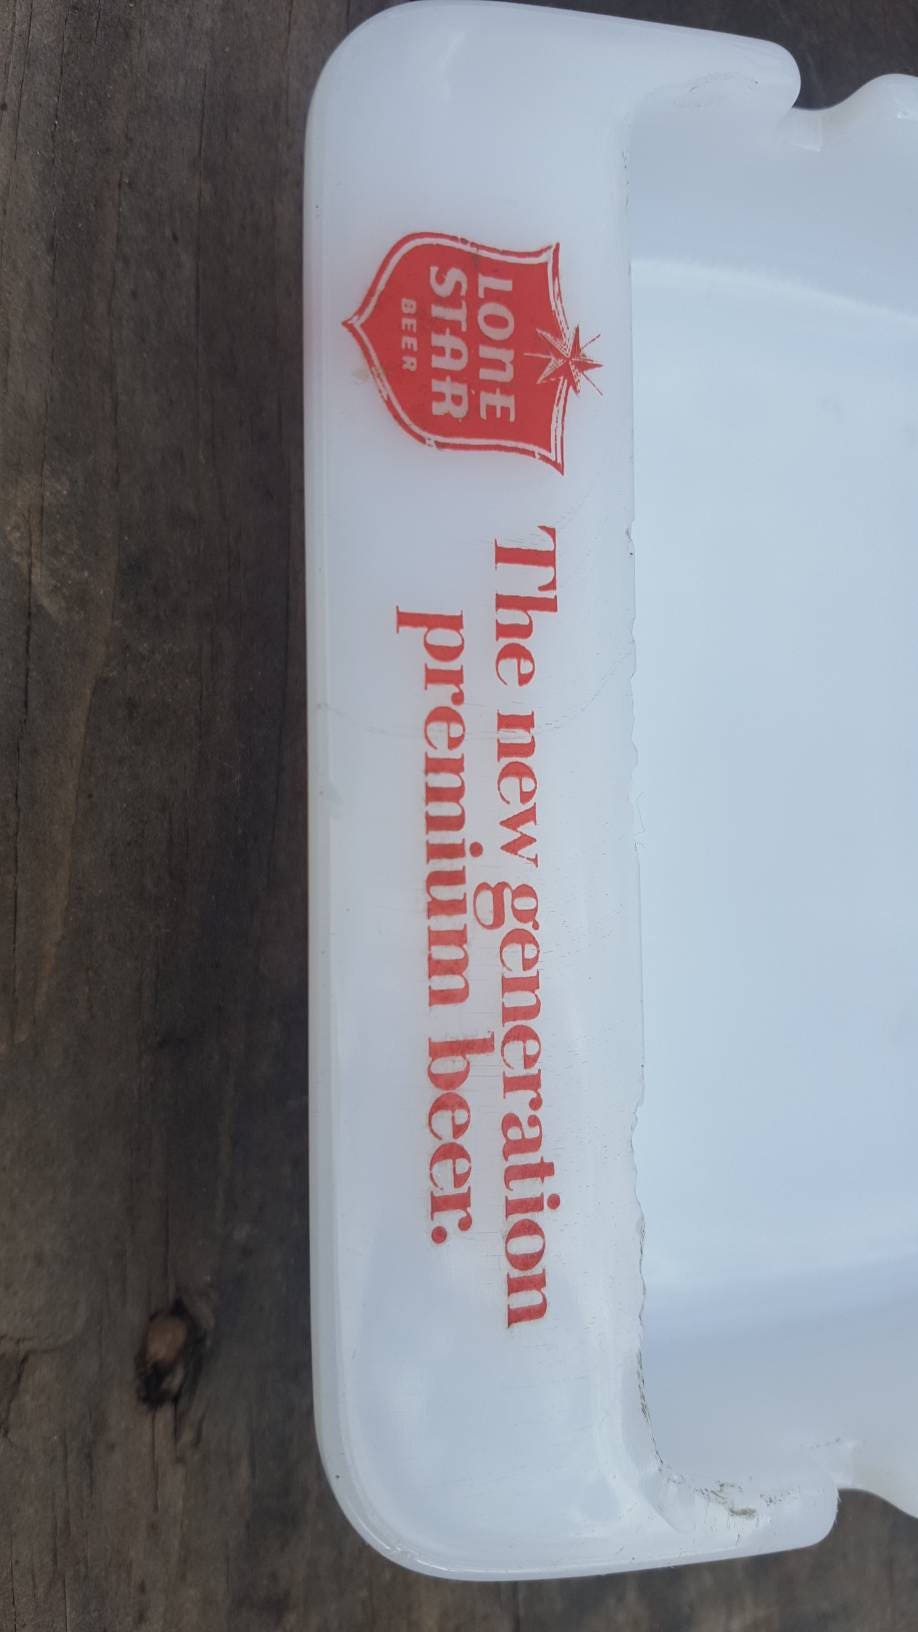 LONE
STAR
BEER
The new generation
premium beer.